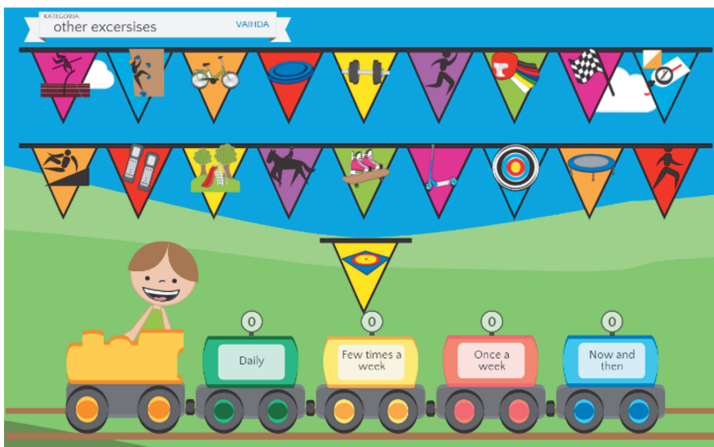 KATEGORIA:
other excersises
VAIHDA
0
0
0
0
Daily
Few times a
week
Once a
week
Now and
then